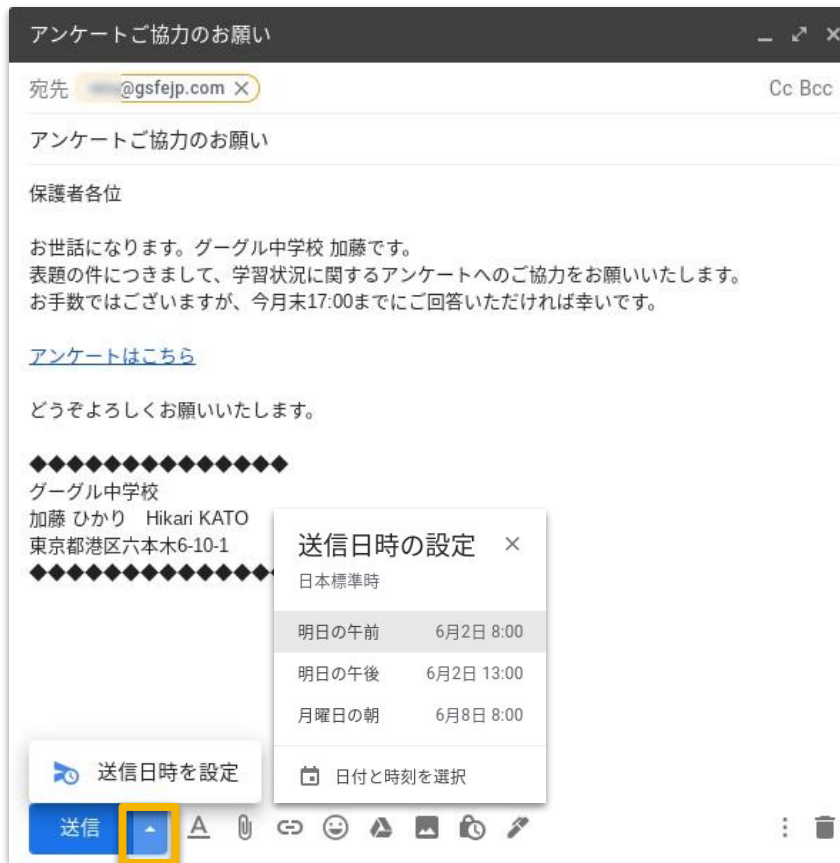 アンケートご協力のお願い
宛先 @gsfejp.com
Cc Bcc
アンケートご協力のお願い
保護者各位
お世話になります。グーグル中学校 加藤です。
表題の件につきまして、学習状況に関するアンケートへのご協力をお願いいたします。
お手数ではございますが、今月末17:00までにご回答いただければ幸いです。
アンケートはこちら
どうぞよろしくお願いいたします。
◆◆◆◆◆◆◆◆◆◆◆◆◆◆
グーグル中学校
加藤 ひかり　Hikari KATO
東京都港区六本木6-10-1
◆◆◆◆◆◆◆◆◆◆◆◆◆◆
送信日時の設定
日本標準時
明日の午前 6月2日 8:00
明日の午後 6月2日 13:00
月曜日の朝 6月8日 8:00
日付と時刻を選択
送信日時を設定
送信